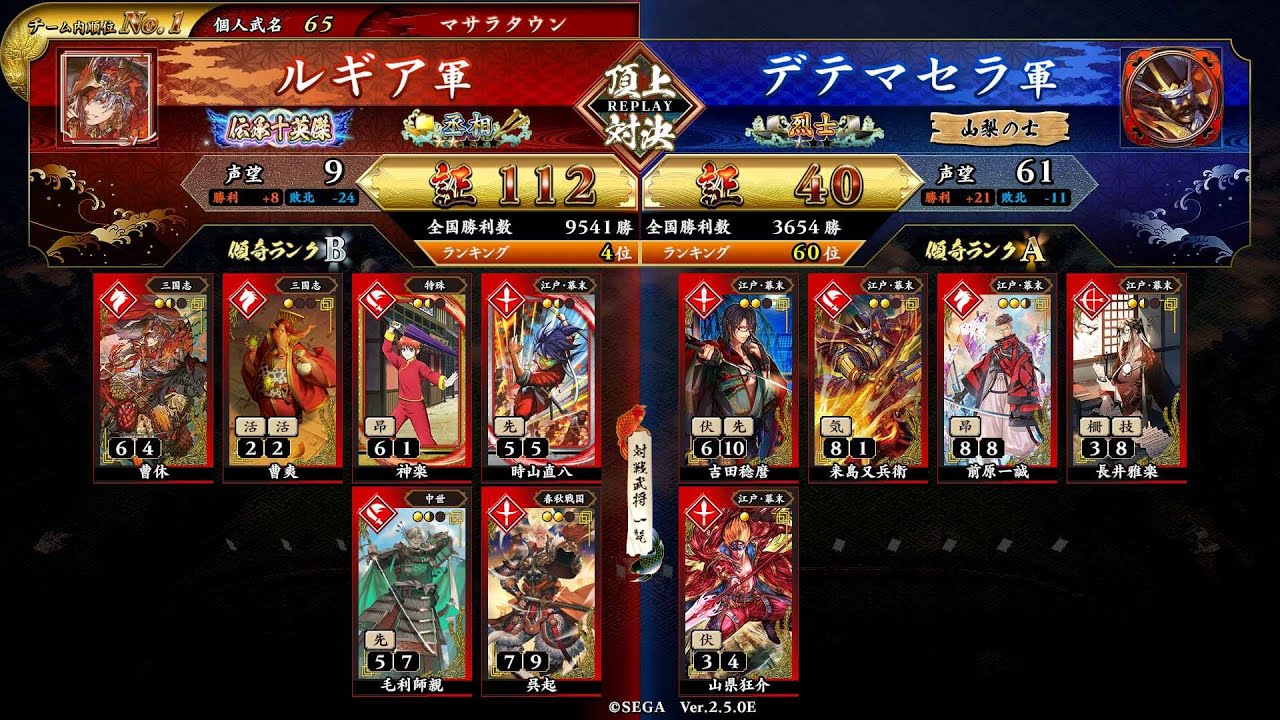 チーム内順位 No.1 個人武名 65 マサラタウン
ルギア軍
頂上
REPLAY
対決
デテマセラ軍
伝承十英傑 丞相
烈士 山梨の士
声望 9
勝利 +8 敗北 -24
証 112
証 40
声望 61
勝利 +21 敗北 -11
全国勝利数 9541勝
全国勝利数 3654勝
傾奇ランクB
ランキング 4位
ランキング 60位
傾奇ランクA
三国志 三国志 特殊 江戸・幕末
江戸・幕末 江戸・幕末 江戸・幕末 江戸・幕末
活 活 昂 先
伏 先 気 昂 柵 技
6 4 2 2 6 1 5 5
6 10 8 1 8 8 3 8
曹休 曹爽 神楽 時山直八
吉田稔麿 来島又兵衛 前原一誠 長井雅楽
対戦武将一覧
中世 春秋戦国
江戸・幕末
先
伏
5 7 7 9
3 4
毛利師親 呉起
山県狂介
©SEGA Ver.2.5.0E